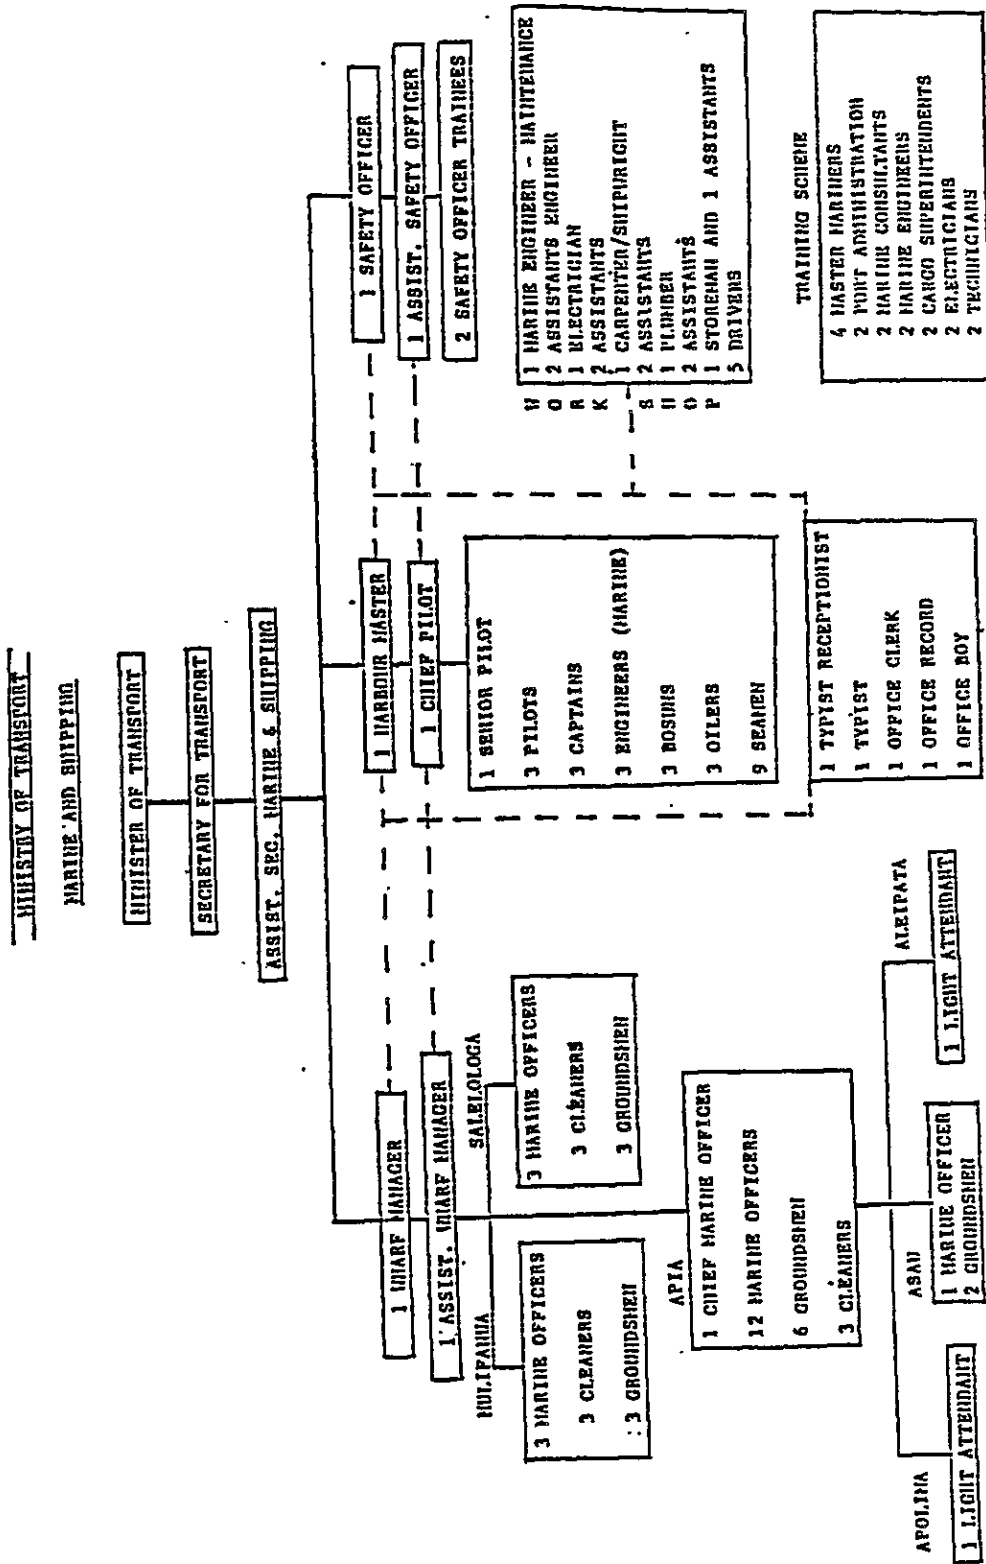 MINISTRY OF TRANSPORT
MARINE AND SHIPPING
MINISTER OF TRANSPORT
SECRETARY FOR TRANSPORT
ASSIST. SEC. MARINE & SHIPPING
1 WHARF MANAGER
1 ASSIST. WHARF MANAGER
1 HARBOUR MASTER
1 CHIEF PILOT
1 SAFETY OFFICER
1 ASSIST. SAFETY OFFICER
2 SAFETY OFFICER TRAINEES
MULIFANUA
3 MARINE OFFICERS
3 CLEANERS
3 GROUNDSMEN
SALELOLOGA
3 MARINE OFFICERS
3 CLEANERS
3 GROUNDSMEN
1 SENIOR PILOT
3 PILOTS
3 CAPTAINS
3 ENGINEERS (MARINE)
3 BOSUNS
3 OILERS
9 SEAMEN
WORKSHOP
1 MARINE ENGINEER - MAINTENANCE
2 ASSISTANTS ENGINEER
1 ELECTRICIAN
2 ASSISTANTS
1 CARPENTER/SHIPWRIGHT
2 ASSISTANTS
1 PLUMBER
2 ASSISTANTS
1 STOREMAN AND 1 ASSISTANTS
5 DRIVERS
APIA
1 CHIEF MARINE OFFICER
12 MARINE OFFICERS
6 GROUNDSMEN
3 CLEANERS
1 TYPIST RECEPTIONIST
1 TYPIST
1 OFFICE CLERK
1 OFFICE RECORD
1 OFFICE BOY
TRAINING SCHEME
4 MASTER MARINERS
2 PORT ADMINISTRATION
2 MARINE CONSULTANTS
2 MARINE ENGINEERS
2 CARGO SUPERINTENDENTS
2 ELECTRICIANS
2 TECHNICIANS
APOLIMA
1 LIGHT ATTENDANT
ASAU
1 MARINE OFFICER
2 GROUNDSMEN
ALEIPATA
1 LIGHT ATTENDANT